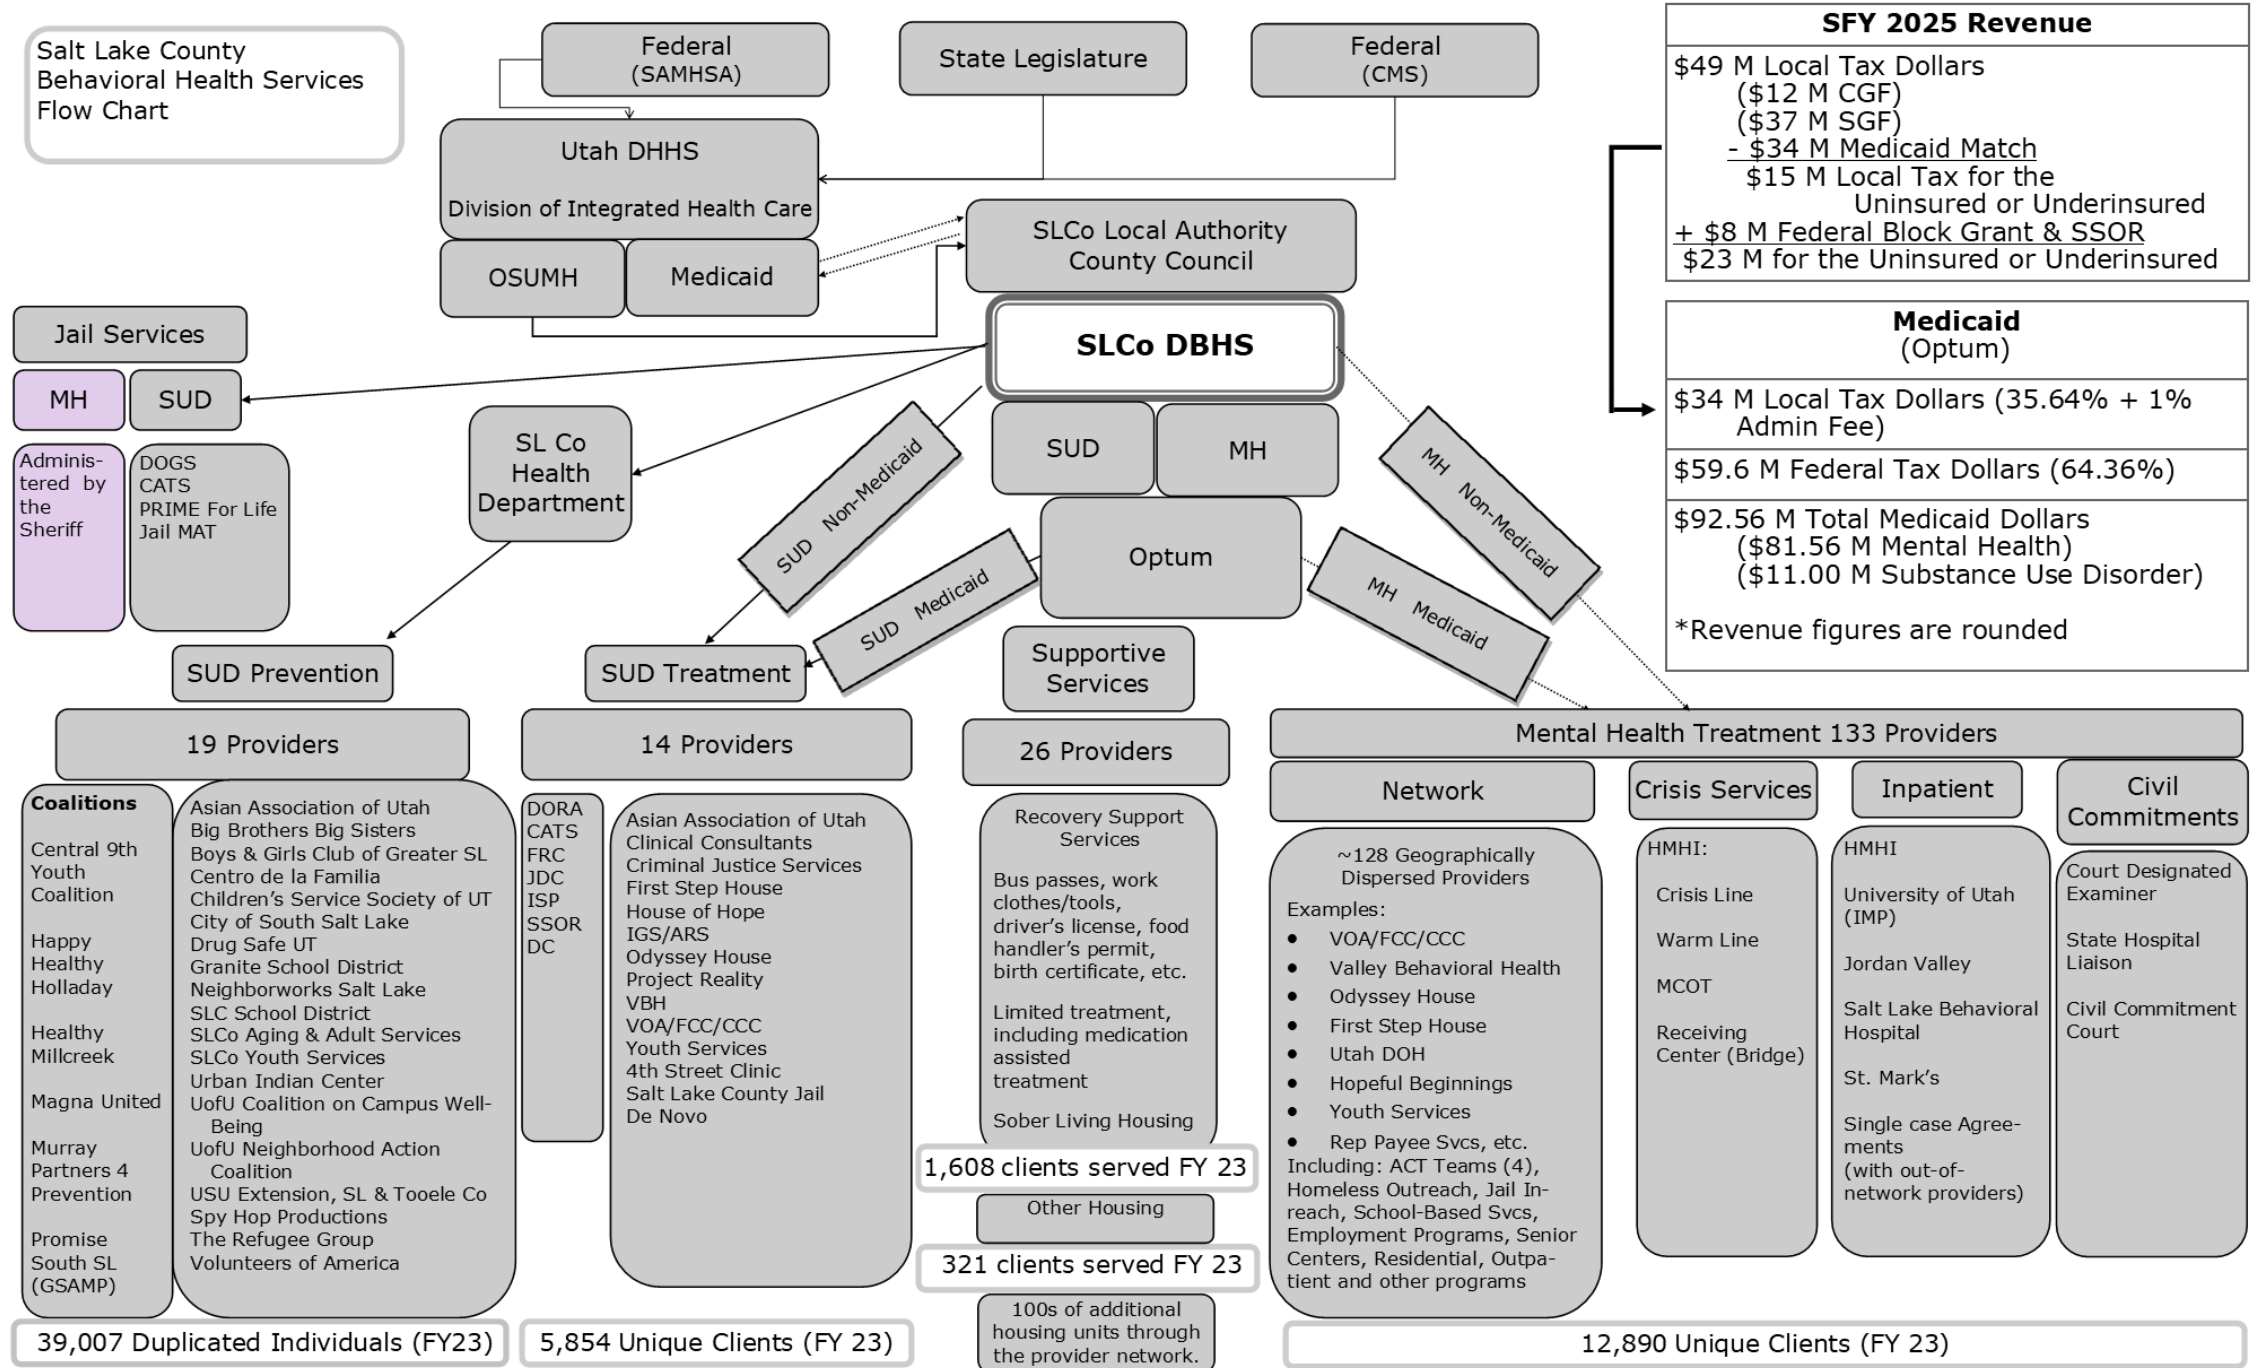 Salt Lake County
Behavioral Health Services
Flow Chart
Federal
(SAMHSA)
State Legislature
Federal
(CMS)
Utah DHHS
Division of Integrated Health Care
OSUMH
Medicaid
SLCo Local Authority
County Council
SLCo DBHS
SUD
MH
Optum
SFY 2025 Revenue
$49 M Local Tax Dollars
($12 M CGF)
($37 M SGF)
- $34 M Medicaid Match
$15 M Local Tax for the
Uninsured or Underinsured
+ $8 M Federal Block Grant & SSOR
$23 M for the Uninsured or Underinsured
Medicaid
(Optum)
$34 M Local Tax Dollars (35.64% + 1%
Admin Fee)
$59.6 M Federal Tax Dollars (64.36%)
$92.56 M Total Medicaid Dollars
($81.56 M Mental Health)
($11.00 M Substance Use Disorder)
*Revenue figures are rounded
Jail Services
MH
SUD
Adminis-
tered by
the
Sheriff
DOGS
CATS
PRIME For Life
Jail MAT
SL Co
Health
Department
SUD Non-Medicaid
SUD Medicaid
MH Non-Medicaid
MH Medicaid
SUD Prevention
19 Providers
Coalitions
Central 9th
Youth
Coalition
Happy
Healthy
Holladay
Healthy
Millcreek
Magna United
Murray
Partners 4
Prevention
Promise
South SL
(GSAMP)
Asian Association of Utah
Big Brothers Big Sisters
Boys & Girls Club of Greater SL
Centro de la Familia
Children’s Service Society of UT
City of South Salt Lake
Drug Safe UT
Granite School District
Neighborworks Salt Lake
SLC School District
SLCo Aging & Adult Services
SLCo Youth Services
Urban Indian Center
UofU Coalition on Campus Well-
Being
UofU Neighborhood Action
Coalition
USU Extension, SL & Tooele Co
Spy Hop Productions
The Refugee Group
Volunteers of America
39,007 Duplicated Individuals (FY23)
SUD Treatment
14 Providers
DORA
CATS
FRC
JDC
ISP
SSOR
DC
Asian Association of Utah
Clinical Consultants
Criminal Justice Services
First Step House
House of Hope
IGS/ARS
Odyssey House
Project Reality
VBH
VOA/FCC/CCC
Youth Services
4th Street Clinic
Salt Lake County Jail
De Novo
5,854 Unique Clients (FY 23)
Supportive
Services
26 Providers
Recovery Support
Services
Bus passes, work
clothes/tools,
driver’s license, food
handler’s permit,
birth certificate, etc.
Limited treatment,
including medication
assisted
treatment
Sober Living Housing
1,608 clients served FY 23
Other Housing
321 clients served FY 23
100s of additional
housing units through
the provider network.
Mental Health Treatment 133 Providers
Network
~128 Geographically
Dispersed Providers
Examples:
• VOA/FCC/CCC
• Valley Behavioral Health
• Odyssey House
• First Step House
• Utah DOH
• Hopeful Beginnings
• Youth Services
• Rep Payee Svcs, etc.
Including: ACT Teams (4),
Homeless Outreach, Jail In-
reach, School-Based Svcs,
Employment Programs, Senior
Centers, Residential, Outpa-
tient and other programs
Crisis Services
HMHI:
Crisis Line
Warm Line
MCOT
Receiving
Center (Bridge)
Inpatient
HMHI
University of Utah
(IMP)
Jordan Valley
Salt Lake Behavioral
Hospital
St. Mark’s
Single case Agree-
ments
(with out-of-
network providers)
Civil
Commitments
Court Designated
Examiner
State Hospital
Liaison
Civil Commitment
Court
12,890 Unique Clients (FY 23)